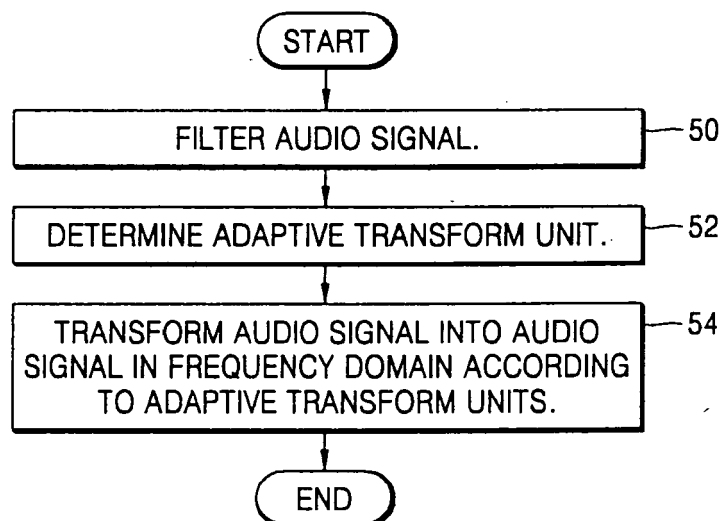 START
FILTER AUDIO SIGNAL.
50
DETERMINE ADAPTIVE TRANSFORM UNIT.
52
TRANSFORM AUDIO SIGNAL INTO AUDIO
SIGNAL IN FREQUENCY DOMAIN ACCORDING
TO ADAPTIVE TRANSFORM UNITS.
54
END